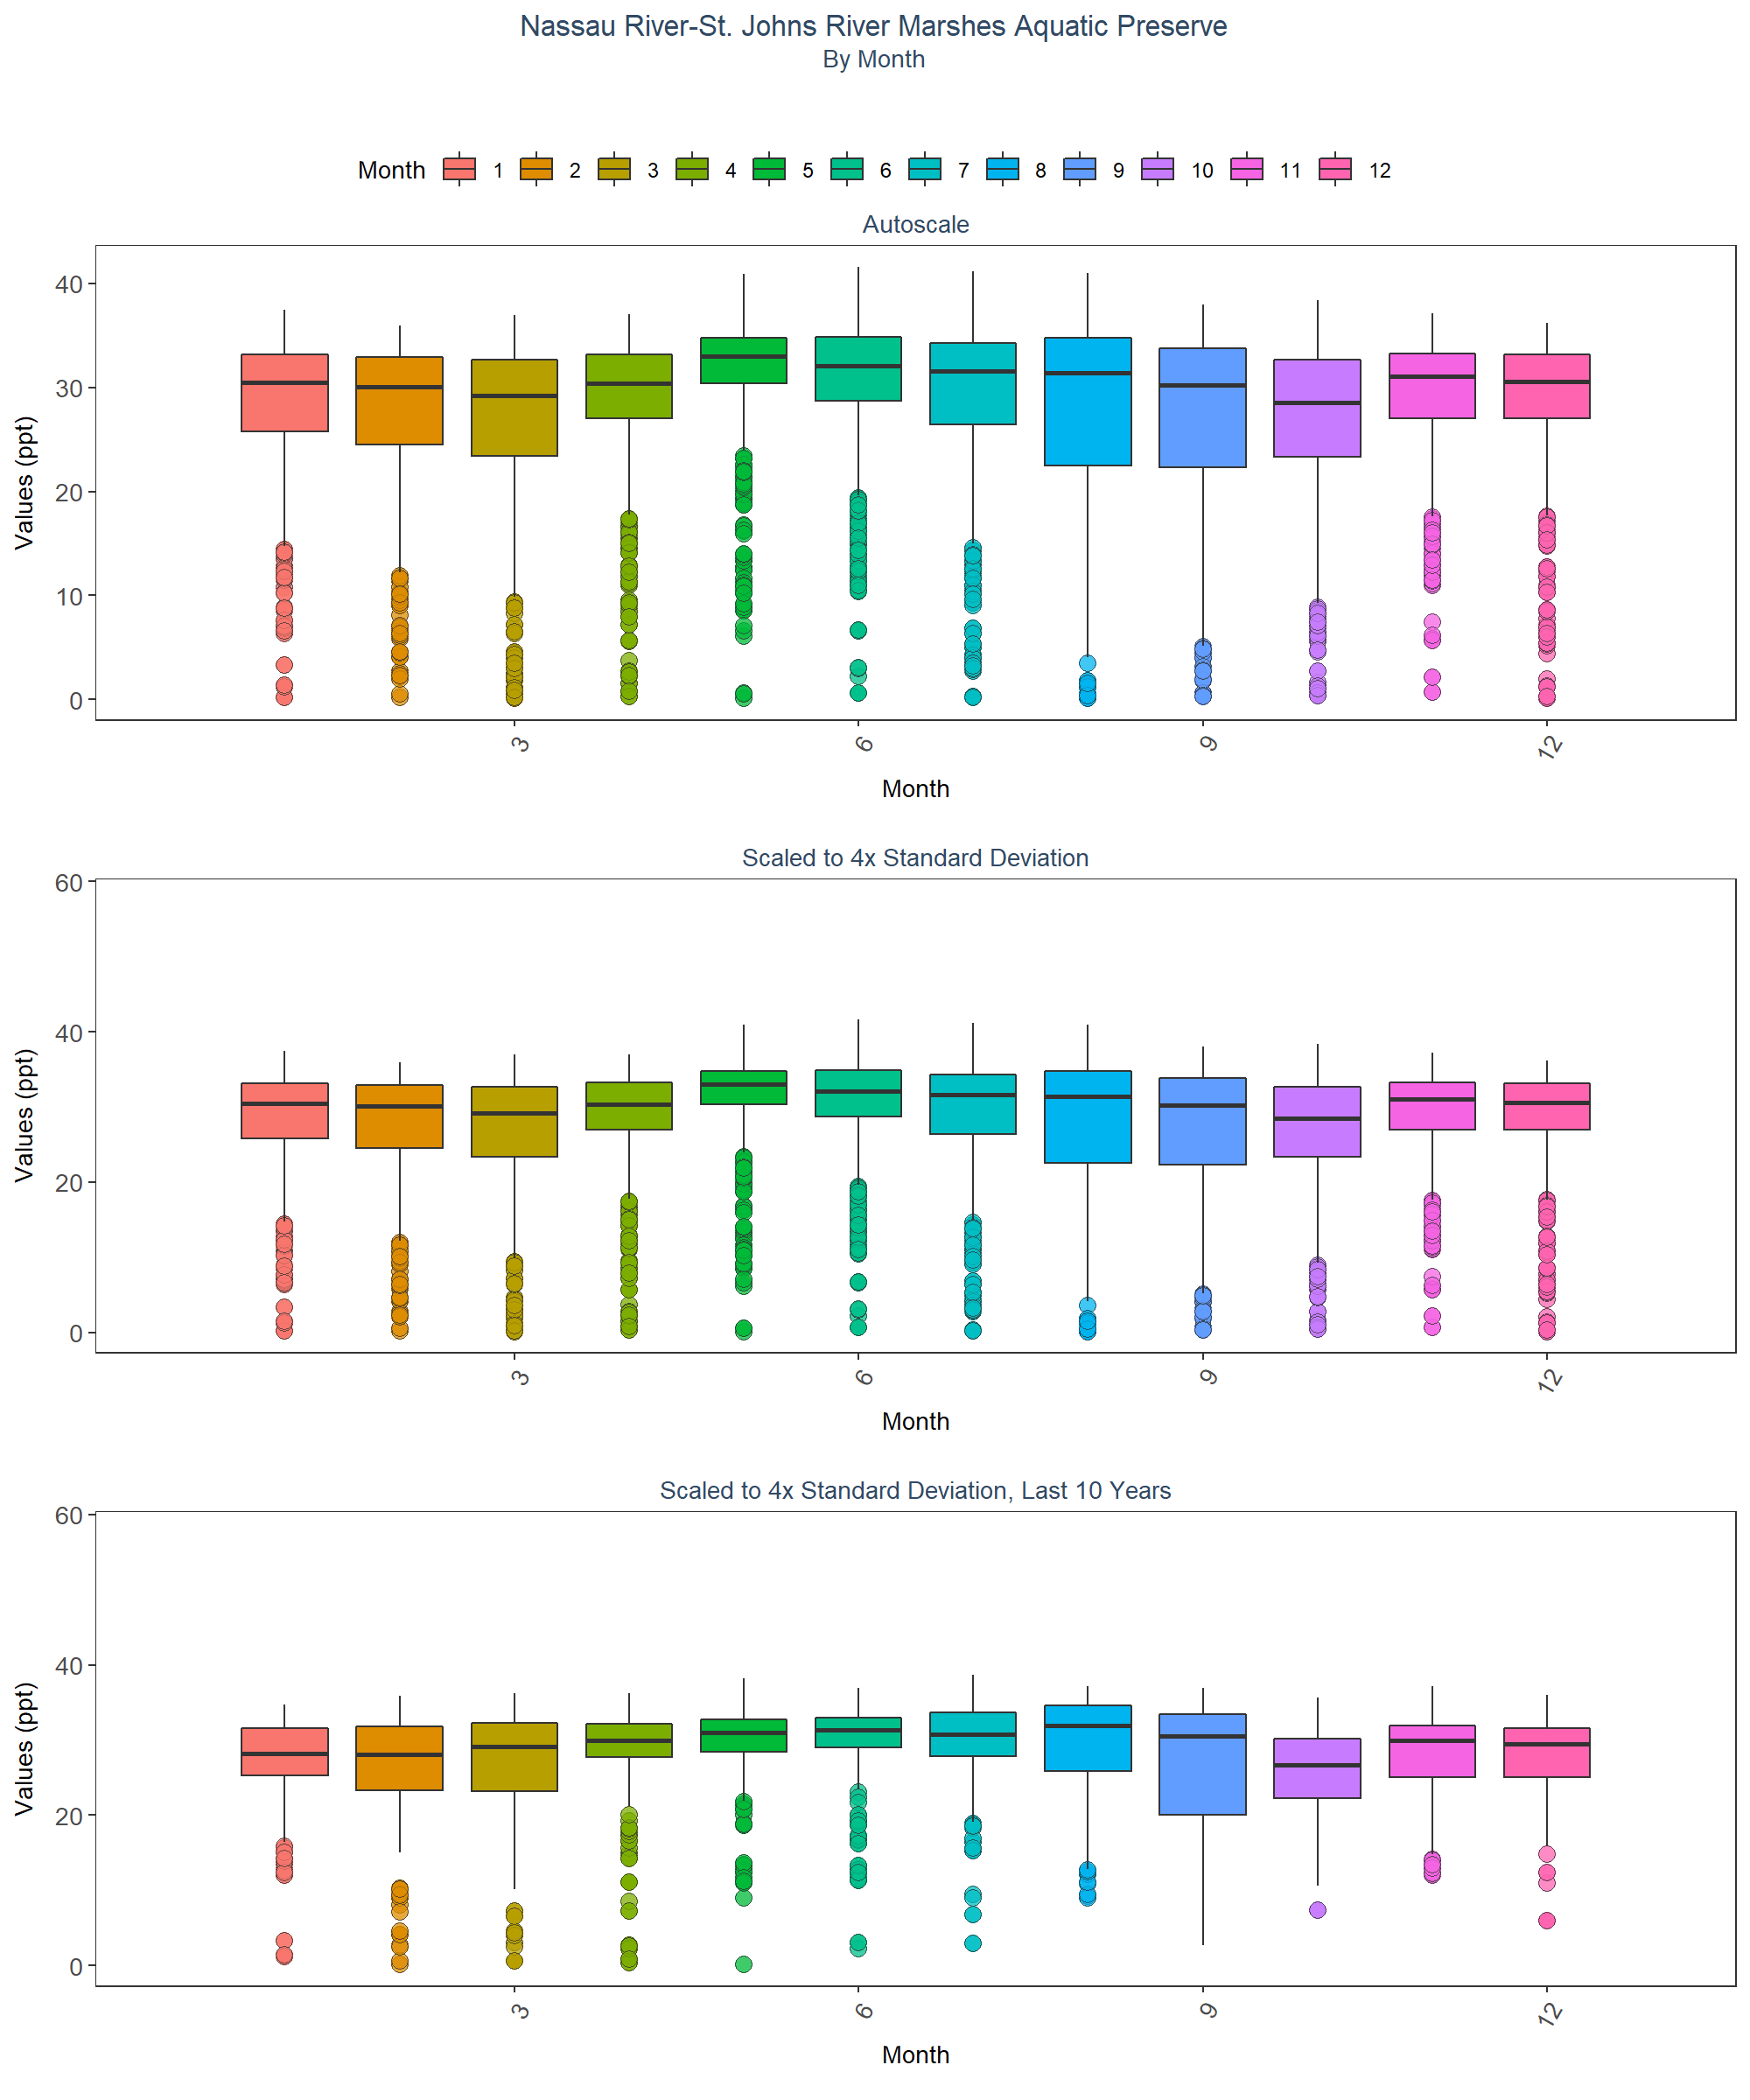 Nassau River-St. Johns River Marshes Aquatic Preserve
By Month
Month 1 2 3 4 5 6 7 8 9 10 11 12
Autoscale
Values (ppt)
40
30
20
10
0
3 6 9 12
Month
Scaled to 4x Standard Deviation
Values (ppt)
60
40
20
0
3 6 9 12
Month
Scaled to 4x Standard Deviation, Last 10 Years
Values (ppt)
60
40
20
0
3 6 9 12
Month